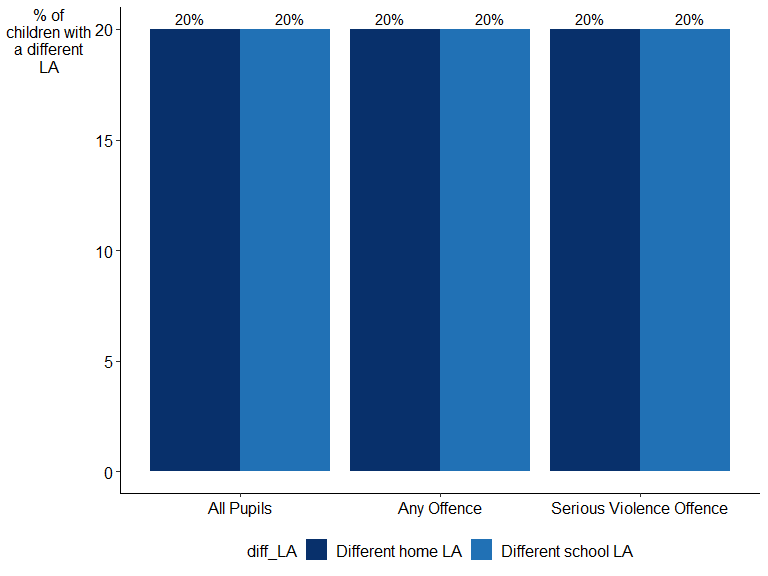 % of
children with
a different
LA
20
15
10
5
0
20% 20% 20% 20% 20% 20%
All Pupils Any Offence Serious Violence Offence
diff_LA Different home LA Different school LA